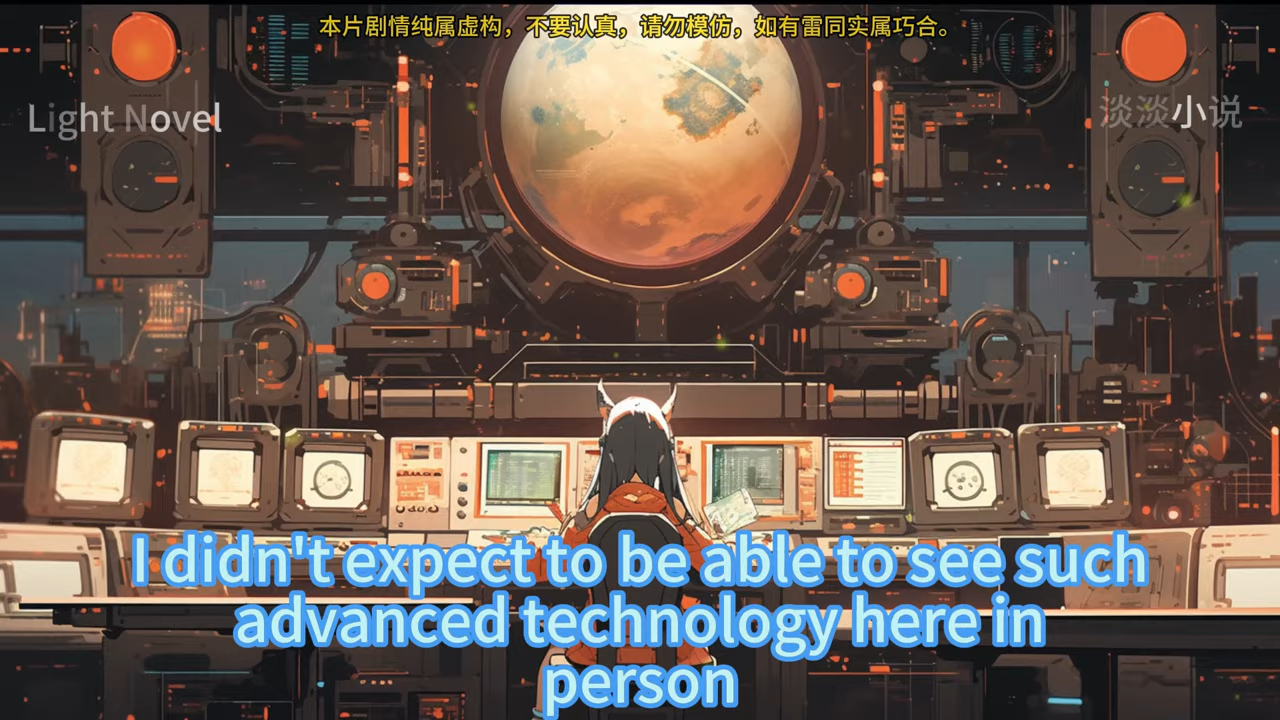 本片剧情纯属虚构，不要认真，请勿模仿，如有雷同实属巧合。
Light Novel
淡淡小说
I didn't expect to be able to see such
advanced technology here in
person